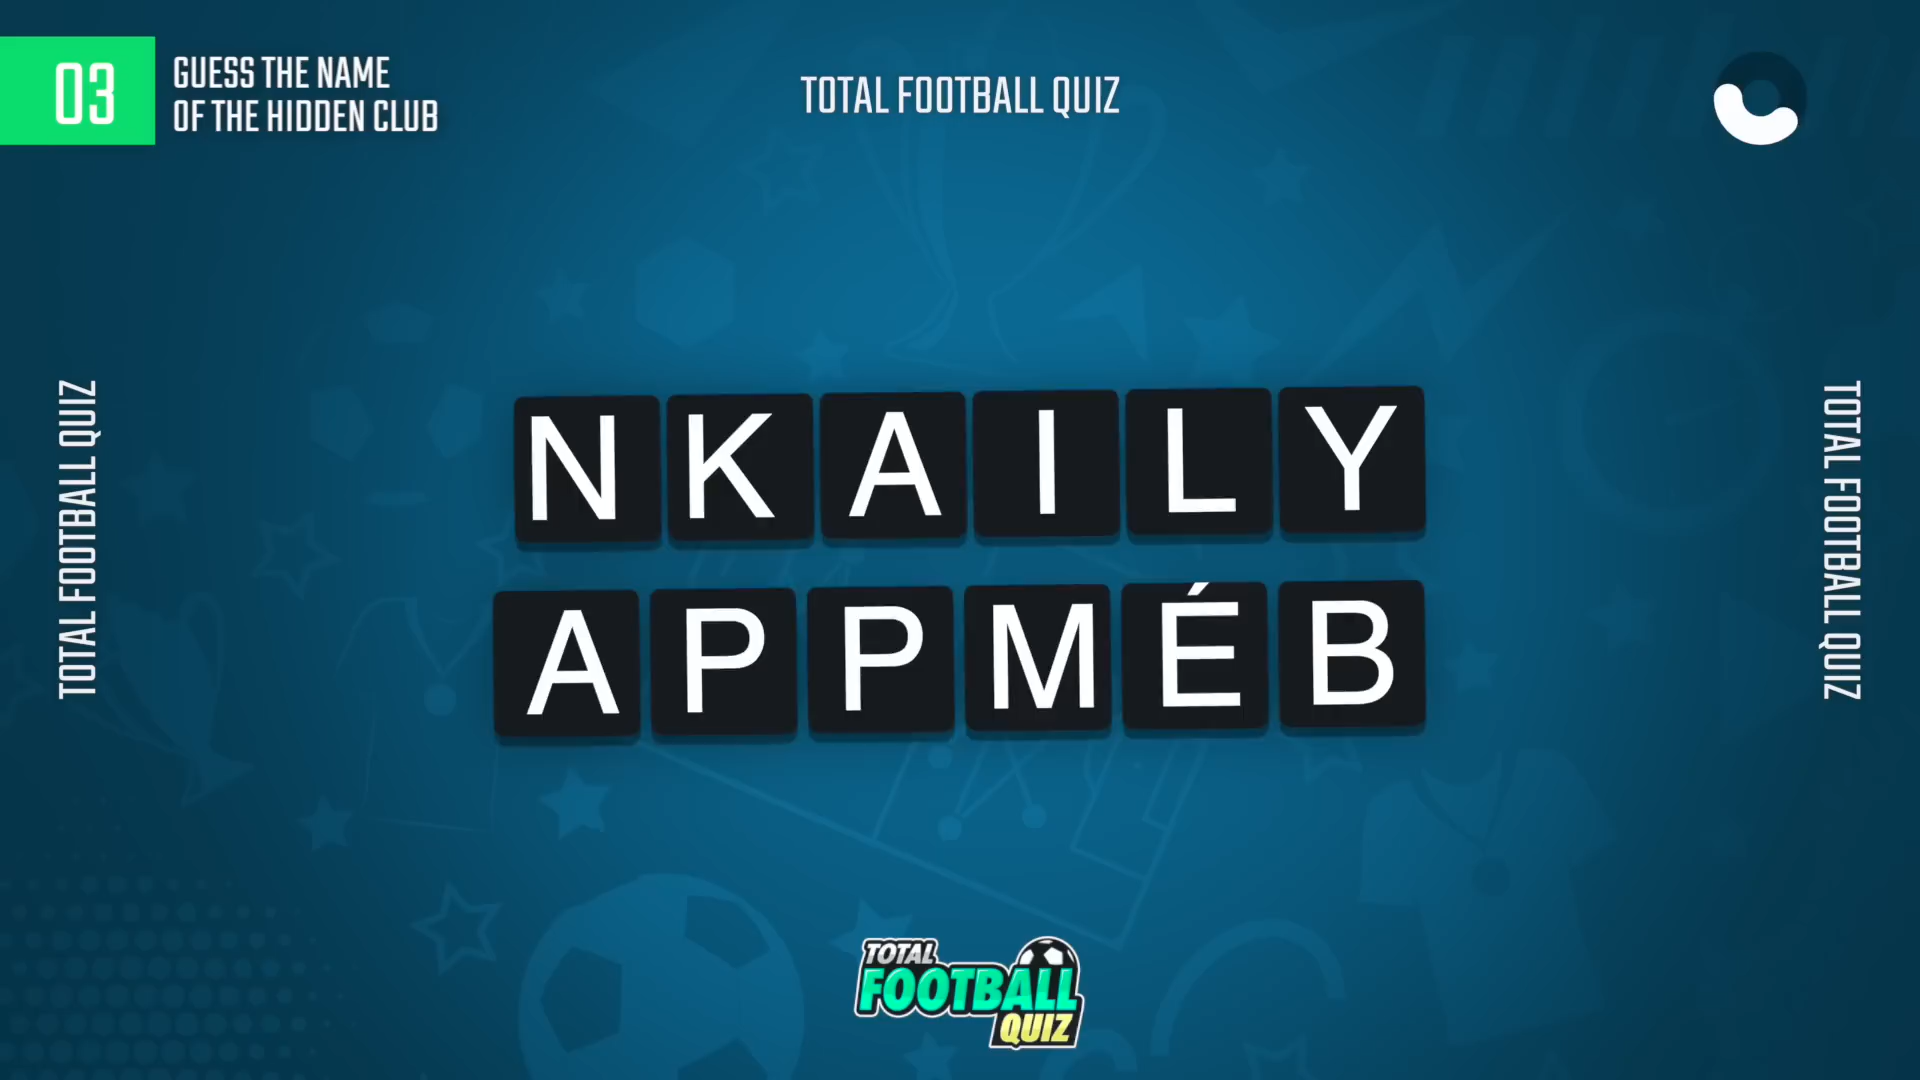 03
GUESS THE NAME
OF THE HIDDEN CLUB
TOTAL FOOTBALL QUIZ
TOTAL FOOTBALL QUIZ
NKAILY
APPMÉB
TOTAL FOOTBALL QUIZ
TOTAL
FOOTBALL
QUIZ